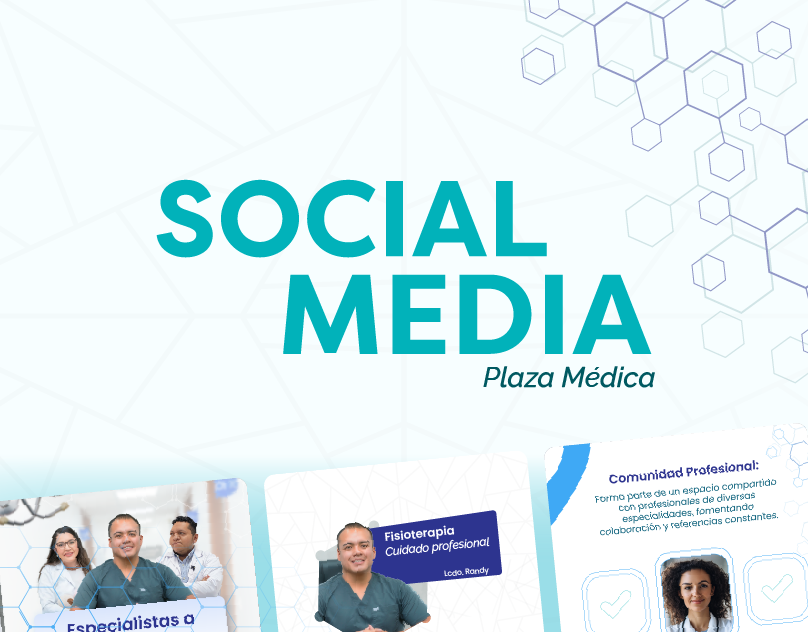 SOCIAL
MEDIA
Plaza Médica
Especialistas a
Fisioterapia
Cuidado profesional
Lcdo. Randy
Comunidad Profesional:
Forma parte de un espacio compartido
con profesionales de diversas
especialidades, fomentando
colaboración y referencias constantes.